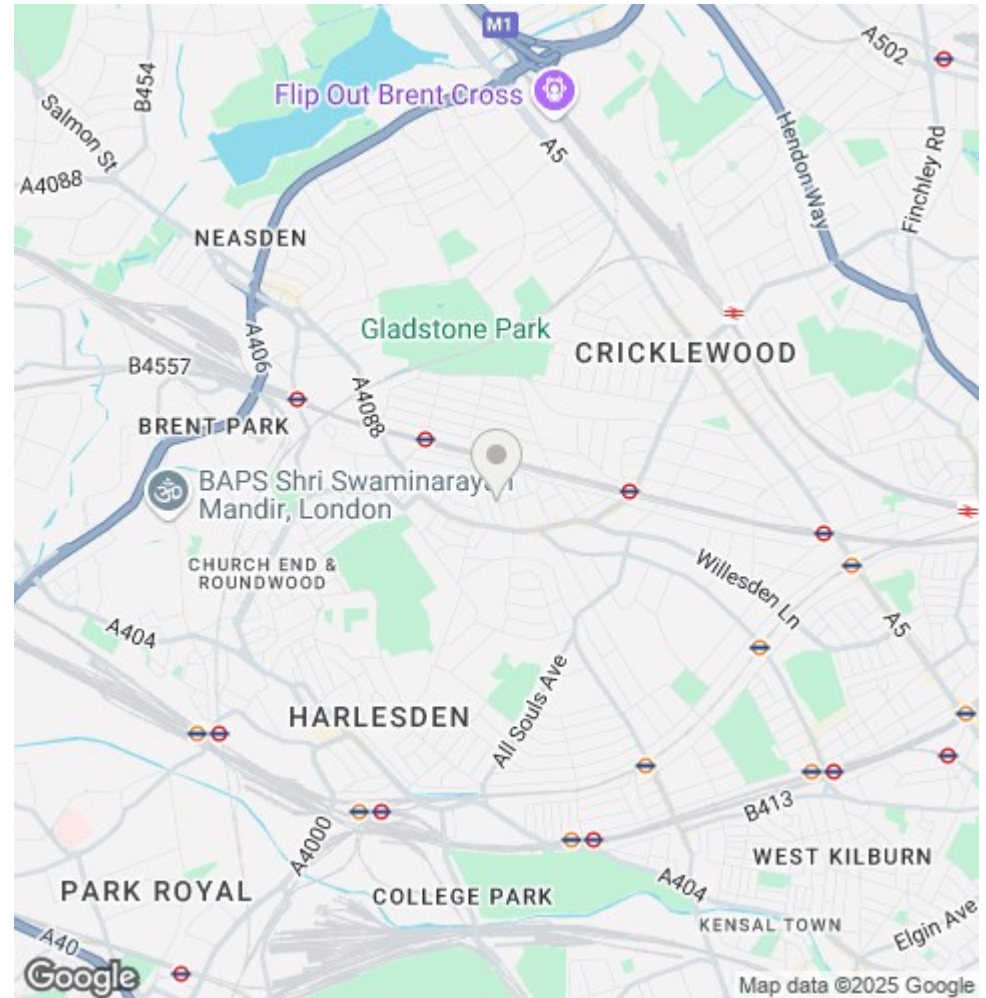 M1
A502
B454
Flip Out Brent Cross
Salmon St
A5
Hendon Way
Finchley Rd
A4088
NEASDEN
Gladstone Park
A406
CRICKLEWOOD
B4557
A4088
BRENT PARK
BAPS Shri Swaminarayan
Mandir, London
CHURCH END &
ROUNDWOOD
Willesden Ln
A5
A404
All Souls Ave
HARLESDEN
B413
A4000
WEST KILBURN
A404
PARK ROYAL
COLLEGE PARK
KENSAL TOWN
Elgin Ave
A40
Google
Map data ©2025 Google